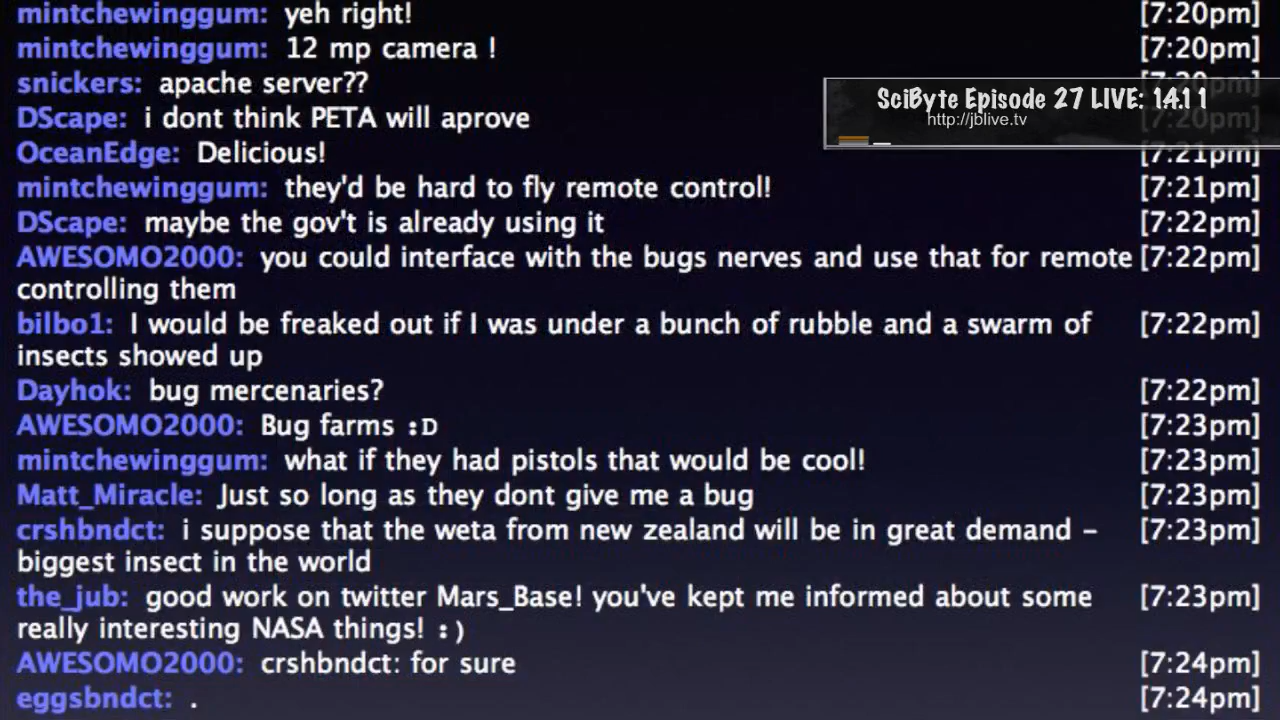 mintchewinggum: yeh right! [7:20pm]
mintchewinggum: 12 mp camera ! [7:20pm]
snickers: apache server?? [7:20pm]
SciByte Episode 27 LIVE: 14.11
http://jblive.tv
DScape: i dont think PETA will aprove [7:20pm]
OceanEdge: Delicious! [7:21pm]
mintchewinggum: they'd be hard to fly remote control! [7:21pm]
DScape: maybe the gov't is already using it [7:22pm]
AWESOMO2000: you could interface with the bugs nerves and use that for remote [7:22pm]
controlling them
bilbo1: I would be freaked out if I was under a bunch of rubble and a swarm of [7:22pm]
insects showed up
Dayhok: bug mercenaries? [7:22pm]
AWESOMO2000: Bug farms :D [7:23pm]
mintchewinggum: what if they had pistols that would be cool! [7:23pm]
Matt_Miracle: Just so long as they dont give me a bug [7:23pm]
crshbndct: i suppose that the weta from new zealand will be in great demand – [7:23pm]
biggest insect in the world
the_jub: good work on twitter Mars_Base! you've kept me informed about some [7:23pm]
really interesting NASA things! :)
AWESOMO2000: crshbndct: for sure [7:24pm]
eggsbndct: . [7:24pm]